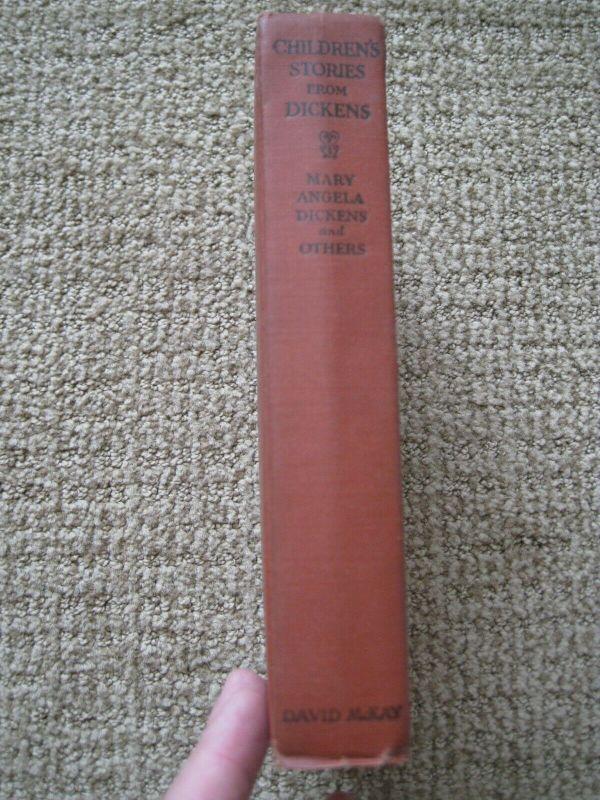 CHILDREN'S
STORIES
FROM
DICKENS
MARY
ANGELA
DICKENS
and
OTHERS
DAVID McKAY